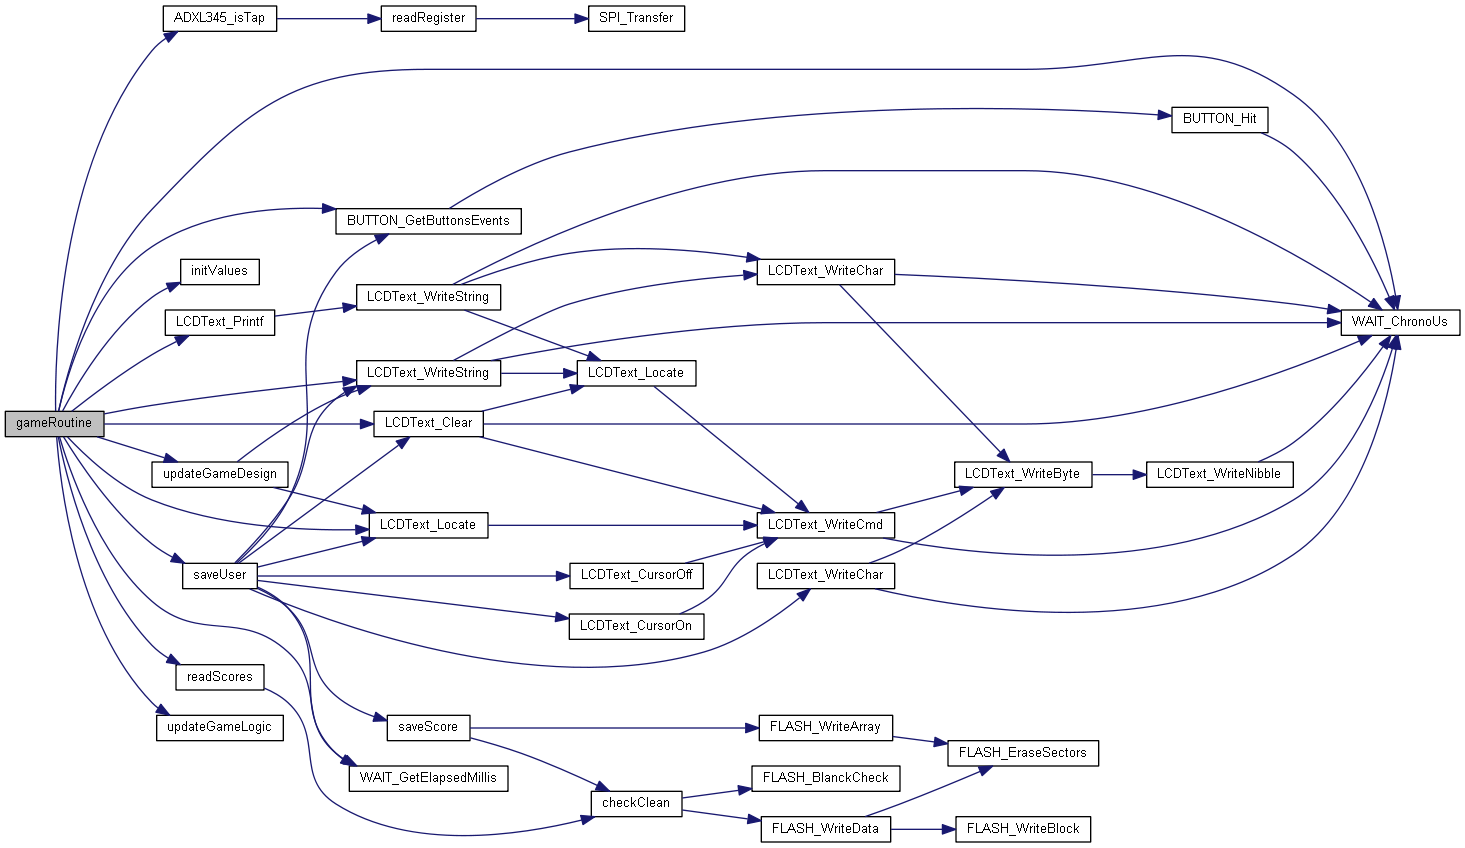 ADXL345_isTap
readRegister
SPI_Transfer
BUTTON_Hit
BUTTON_GetButtonsEvents
initValues
LCDText_WriteChar
LCDText_WriteString
LCDText_Printf
WAIT_ChronoUs
LCDText_WriteString
LCDText_Locate
gameRoutine
LCDText_Clear
updateGameDesign
LCDText_WriteByte
LCDText_WriteNibble
LCDText_Locate
LCDText_WriteCmd
saveUser
LCDText_CursorOff
LCDText_WriteChar
LCDText_CursorOn
readScores
updateGameLogic
saveScore
FLASH_WriteArray
FLASH_EraseSectors
WAIT_GetElapsedMillis
FLASH_BlanckCheck
checkClean
FLASH_WriteData
FLASH_WriteBlock